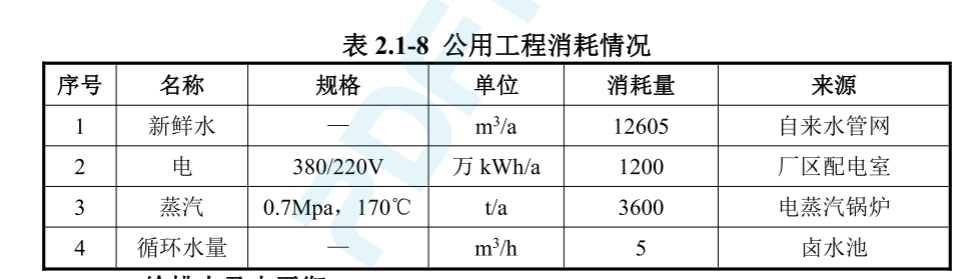 表 2.1-8 公用工程消耗情况
序号 名称 规格 单位 消耗量 来源
1 新鲜水 — m³/a 12605 自来水管网
2 电 380/220V 万 kWh/a 1200 厂区配电室
3 蒸汽 0.7Mpa，170℃ t/a 3600 电蒸汽锅炉
4 循环水量 — m³/h 5 卤水池